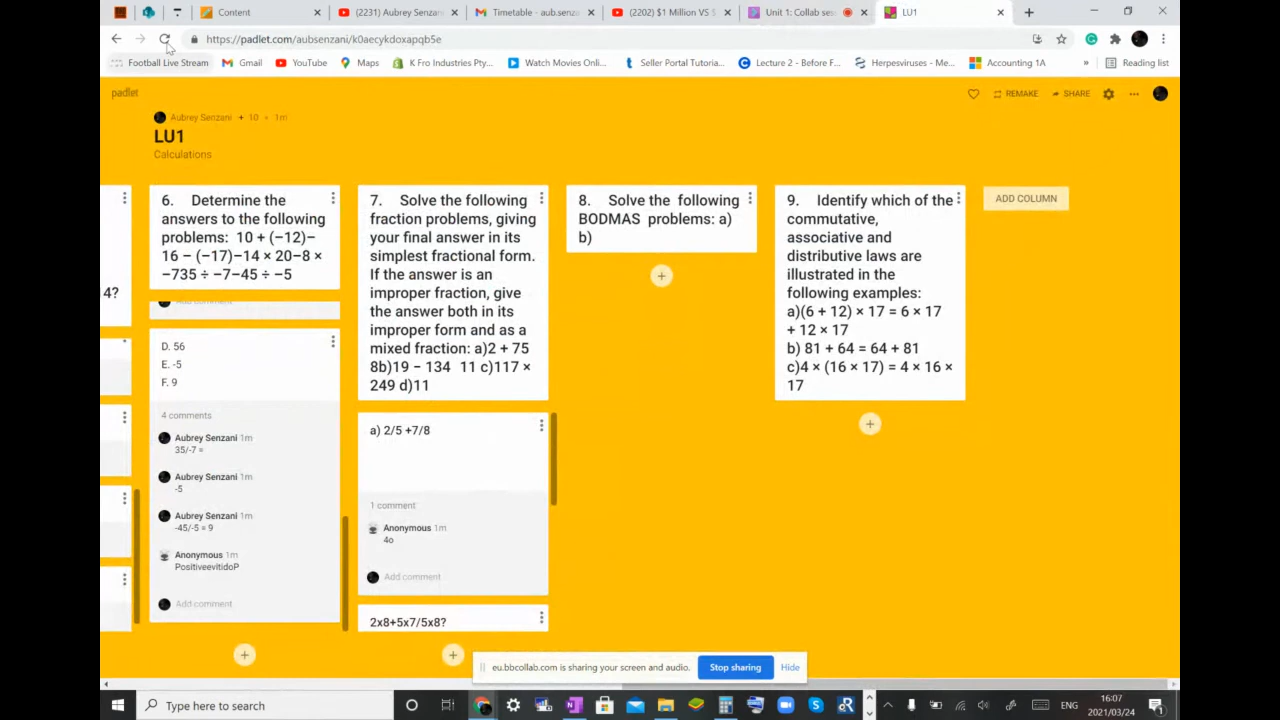 Content
(2231) Aubrey Senzan
Timetable - aub.senza
(2202) $1 Million VS $
Unit 1: Collab ses
LU1
https://padlet.com/aubsenzani/k0aecykdoxapqb5e
Football Live Stream
Gmail
YouTube
Maps
K Fro Industries Pty...
Watch Movies Onli...
Seller Portal Tutoria...
Lecture 2 - Before F...
Herpesviruses - Me...
Accounting 1A
»
Reading list
padlet
REMAKE
SHARE
Aubrey Senzani + 10 • 1m
LU1
Calculations
4?
6. Determine the
answers to the following
problems: 10 + (−12)−
16 − (−17)−14 × 20−8 ×
−735 ÷ −7−45 ÷ −5
Add comment
D. 56
E. -5
F. 9
4 comments
Aubrey Senzani 1m
35/-7 =
Aubrey Senzani 1m
-5
Aubrey Senzani 1m
-45/-5 = 9
Anonymous 1m
PositiveevitidoP
Add comment
7. Solve the following
fraction problems, giving
your final answer in its
simplest fractional form.
If the answer is an
improper fraction, give
the answer both in its
improper form and as a
mixed fraction: a)2 + 75
8b)19 − 134 11 c)117 ×
249 d)11
a) 2/5 +7/8
1 comment
Anonymous 1m
4o
Add comment
2x8+5x7/5x8?
8. Solve the following
BODMAS problems: a)
b)
9. Identify which of the
commutative,
associative and
distributive laws are
illustrated in the
following examples:
a)(6 + 12) × 17 = 6 × 17
+ 12 × 17
b) 81 + 64 = 64 + 81
c)4 × (16 × 17) = 4 × 16 ×
17
ADD COLUMN
eu.bbcollab.com is sharing your screen and audio.
Stop sharing
Hide
Type here to search
ENG
16:07
2021/03/24